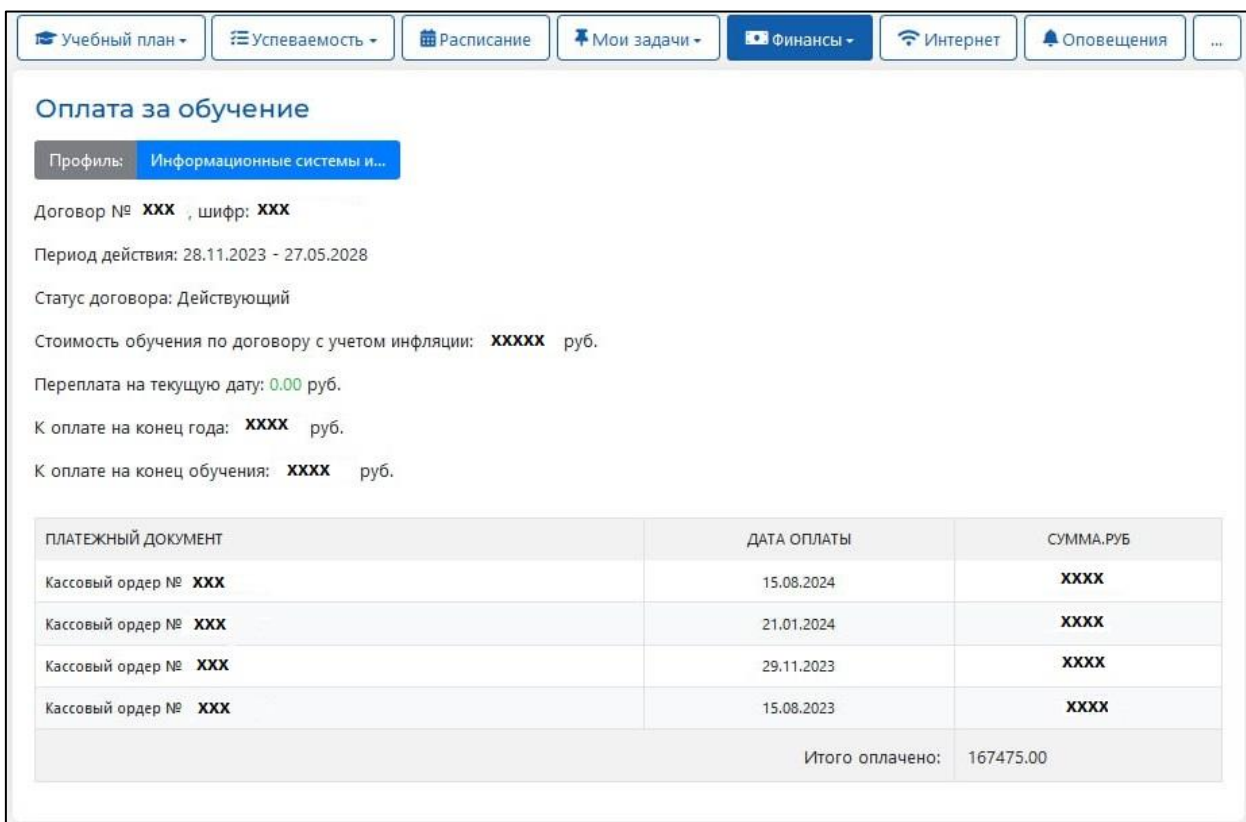 Учебный план
Успеваемость
Расписание
Мои задачи
Финансы
Интернет
Оповещения
...
Оплата за обучение
Профиль: Информационные системы и...
Договор № XXX , шифр: XXX
Период действия: 28.11.2023 - 27.05.2028
Статус договора: Действующий
Стоимость обучения по договору с учетом инфляции: XXXXX руб.
Переплата на текущую дату: 0.00 руб.
К оплате на конец года: XXXX руб.
К оплате на конец обучения: XXXX руб.
ПЛАТЕЖНЫЙ ДОКУМЕНТ ДАТА ОПЛАТЫ СУММА.РУБ
Кассовый ордер № XXX 15.08.2024 XXXX
Кассовый ордер № XXX 21.01.2024 XXXX
Кассовый ордер № XXX 29.11.2023 XXXX
Кассовый ордер № XXX 15.08.2023 XXXX
Итого оплачено: 167475.00